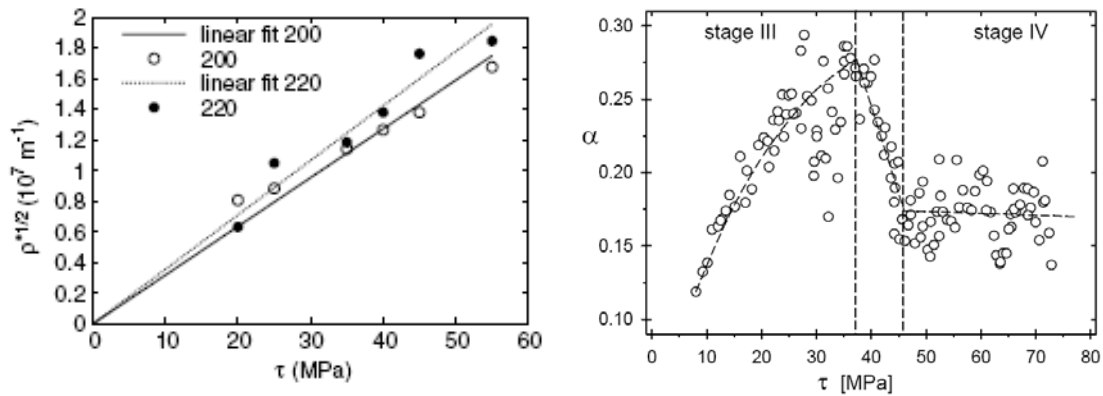 2
1.8
1.6
1.4
1.2
1
0.8
0.6
0.4
0.2
0
ρ*1/2 (10^7 m^-1)
linear fit 200
200
linear fit 220
220
0 10 20 30 40 50 60
τ (MPa)
stage III stage IV
0.30
0.25
0.20
0.15
0.10
α
0 10 20 30 40 50 60 70 80
τ [MPa]